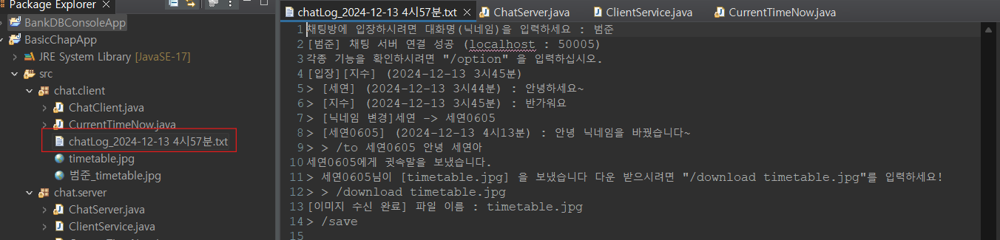 Package Explorer
BankDBConsoleApp
BasicChapApp
JRE System Library [JavaSE-17]
src
chat.client
ChatClient.java
CurrentTimeNow.java
chatLog_2024-12-13 4시57분.txt
timetable.jpg
범준_timetable.jpg
chat.server
ChatServer.java
ClientService.java
chatLog_2024-12-13 4시57분.txt
ChatServer.java
ClientService.java
CurrentTimeNow.java
1 채팅방에 입장하시려면 대화명(닉네임)을 입력하세요 : 범준
2 [범준] 채팅 서버 연결 성공 (localhost : 50005)
3 각종 기능을 확인하시려면 "/option" 을 입력하십시오.
4 [입장][지수] (2024-12-13 3시45분)
5 > [세연] (2024-12-13 3시44분) : 안녕하세요~
6 > [지수] (2024-12-13 3시45분) : 반가워요
7 > [닉네임 변경]세연 -> 세연0605
8 > [세연0605] (2024-12-13 4시13분) : 안녕 닉네임을 바꿨습니다~
9 > > /to 세연0605 안녕 세연아
10 세연0605에게 귓속말을 보냈습니다.
11 > 세연0605님이 [timetable.jpg] 을 보냈습니다 다운 받으시려면 "/download timetable.jpg"를 입력하세요!
12 > > /download timetable.jpg
13 [이미지 수신 완료] 파일 이름 : timetable.jpg
14 > /save
15